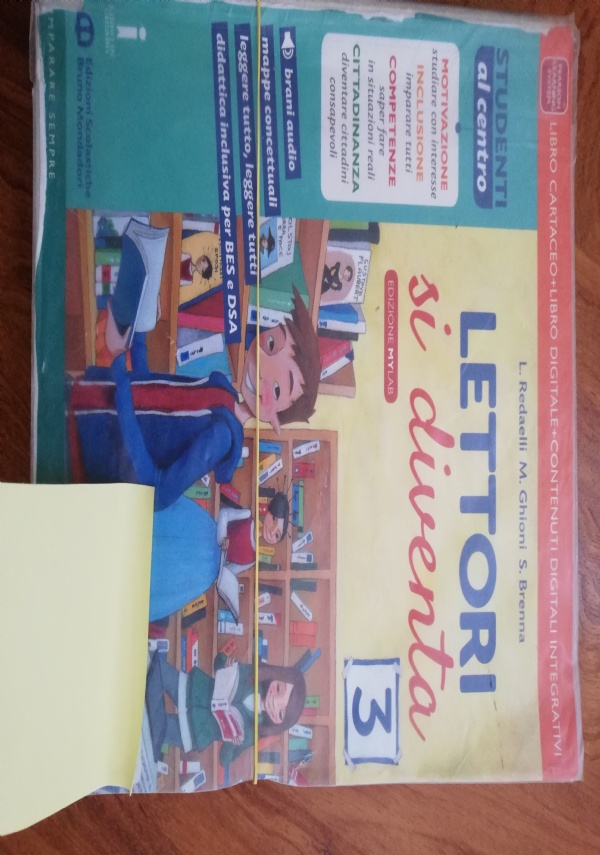 LIBRO CARTACEO+LIBRO DIGITALE+CONTENUTI DIGITALI INTEGRATIVI
L. Redaelli M. Ghioni S. Brenna
LETTORI
si diventa
3
EDIZIONE MYLAB
STUDENTI
al centro
MOTIVAZIONE
studiare con interesse
INCLUSIONE
imparare tutti
COMPETENZE
saper fare
in situazioni reali
CITTADINANZA
diventare cittadini
consapevoli
brani audio
mappe concettuali
leggere tutto, leggere tutti
didattica inclusiva per BES e DSA
Edizioni Scolastiche
Bruno Mondadori
MPARARE SEMPRE